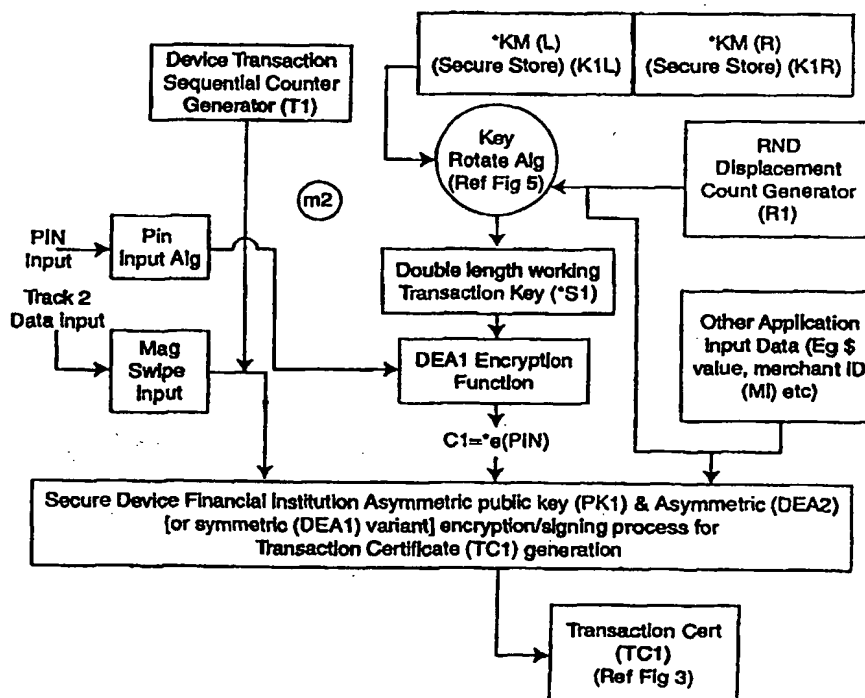 Device Transaction
Sequential Counter
Generator (T1)
*KM (L)
(Secure Store) (K1L)
*KM (R)
(Secure Store) (K1R)
Key
Rotate Alg
(Ref Fig 5)
RND
Displacement
Count Generator
(R1)
m2
PIN
Input
Pin
Input Alg
Double length working
Transaction Key (*S1)
Track 2
Data Input
Mag
Swipe
Input
DEA1 Encryption
Function
Other Application
Input Data (Eg $
value, merchant ID
(MI) etc)
C1=*e(PIN)
Secure Device Financial Institution Asymmetric public key (PK1) & Asymmetric (DEA2)
[or symmetric (DEA1) variant] encryption/signing process for
Transaction Certificate (TC1) generation
Transaction Cert
(TC1)
(Ref Fig 3)